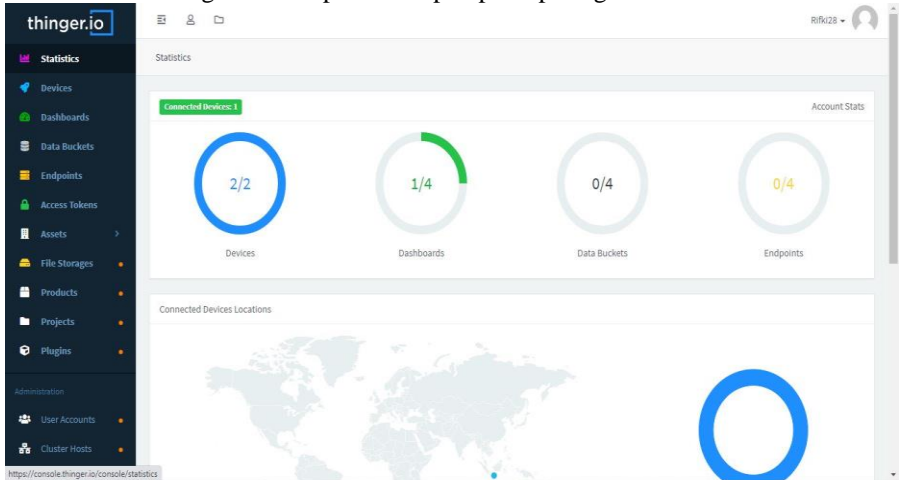 thinger.io
Rifki28
Statistics
Statistics
Devices
Dashboards
Data Buckets
Endpoints
Access Tokens
Assets
File Storages
Products
Projects
Plugins
Administration
User Accounts
Cluster Hosts
Connected Devices: 1
Account Stats
2/2
1/4
0/4
0/4
Devices
Dashboards
Data Buckets
Endpoints
Connected Devices Locations
https://console.thinger.io/console/statistics